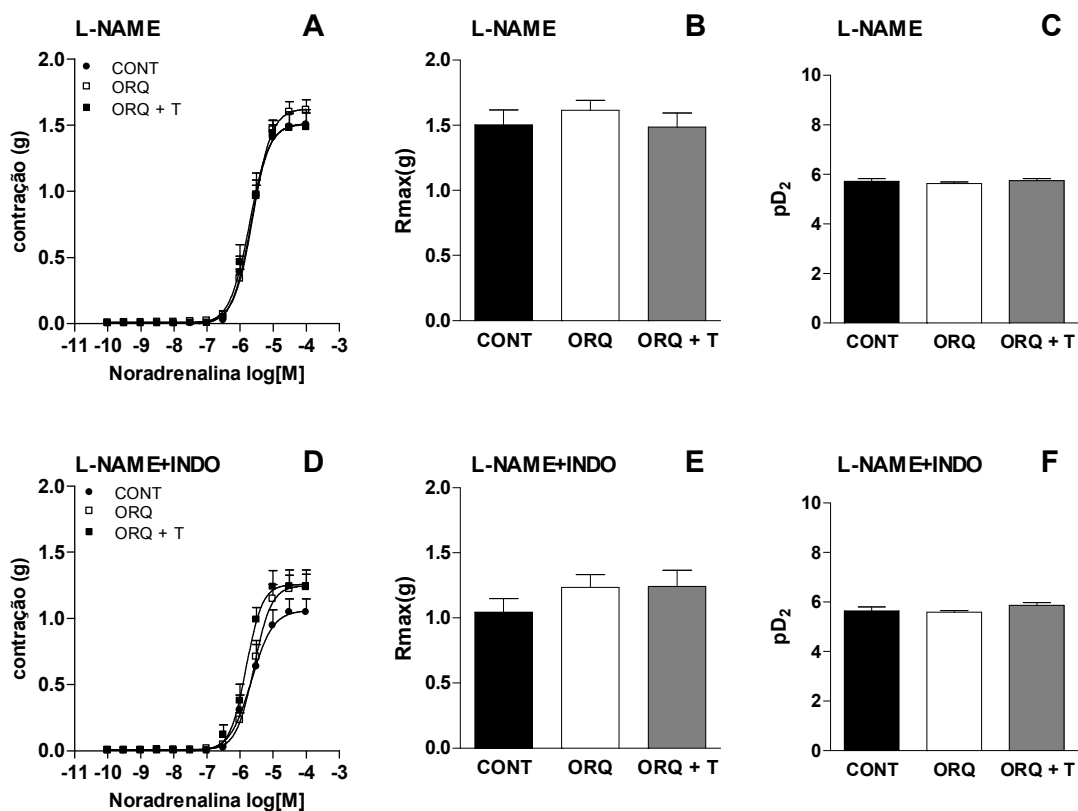 L-NAME A
CONT
ORQ
ORQ + T
contração (g)
2.0
1.5
1.0
0.5
0.0
-11 -10 -9 -8 -7 -6 -5 -4 -3
Noradrenalina log[M]
L-NAME B
Rmax(g)
2.0
1.5
1.0
0.5
0.0
CONT ORQ ORQ + T
L-NAME C
pD2
10
8
6
4
2
0
CONT ORQ ORQ + T
L-NAME+INDO D
CONT
ORQ
ORQ + T
contração (g)
2.0
1.5
1.0
0.5
0.0
-11 -10 -9 -8 -7 -6 -5 -4 -3
Noradrenalina log[M]
L-NAME+INDO E
Rmax(g)
2.0
1.5
1.0
0.5
0.0
CONT ORQ ORQ + T
L-NAME+INDO F
pD2
10
8
6
4
2
0
CONT ORQ ORQ + T